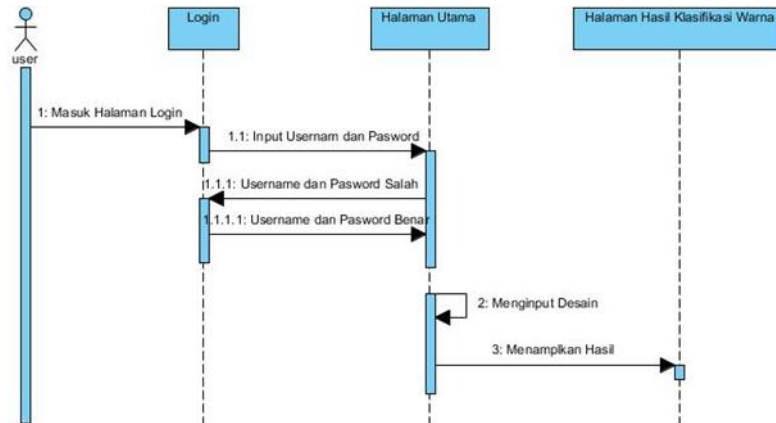 Login
Halaman Utama
Halaman Hasil Klasifikasi Warna
user
1: Masuk Halaman Login
1.1: Input Usernam dan Pasword
1.1.1: Username dan Pasword Salah
1.1.1.1: Username dan Pasword Benar
2: Menginput Desain
3: Menamplkan Hasil